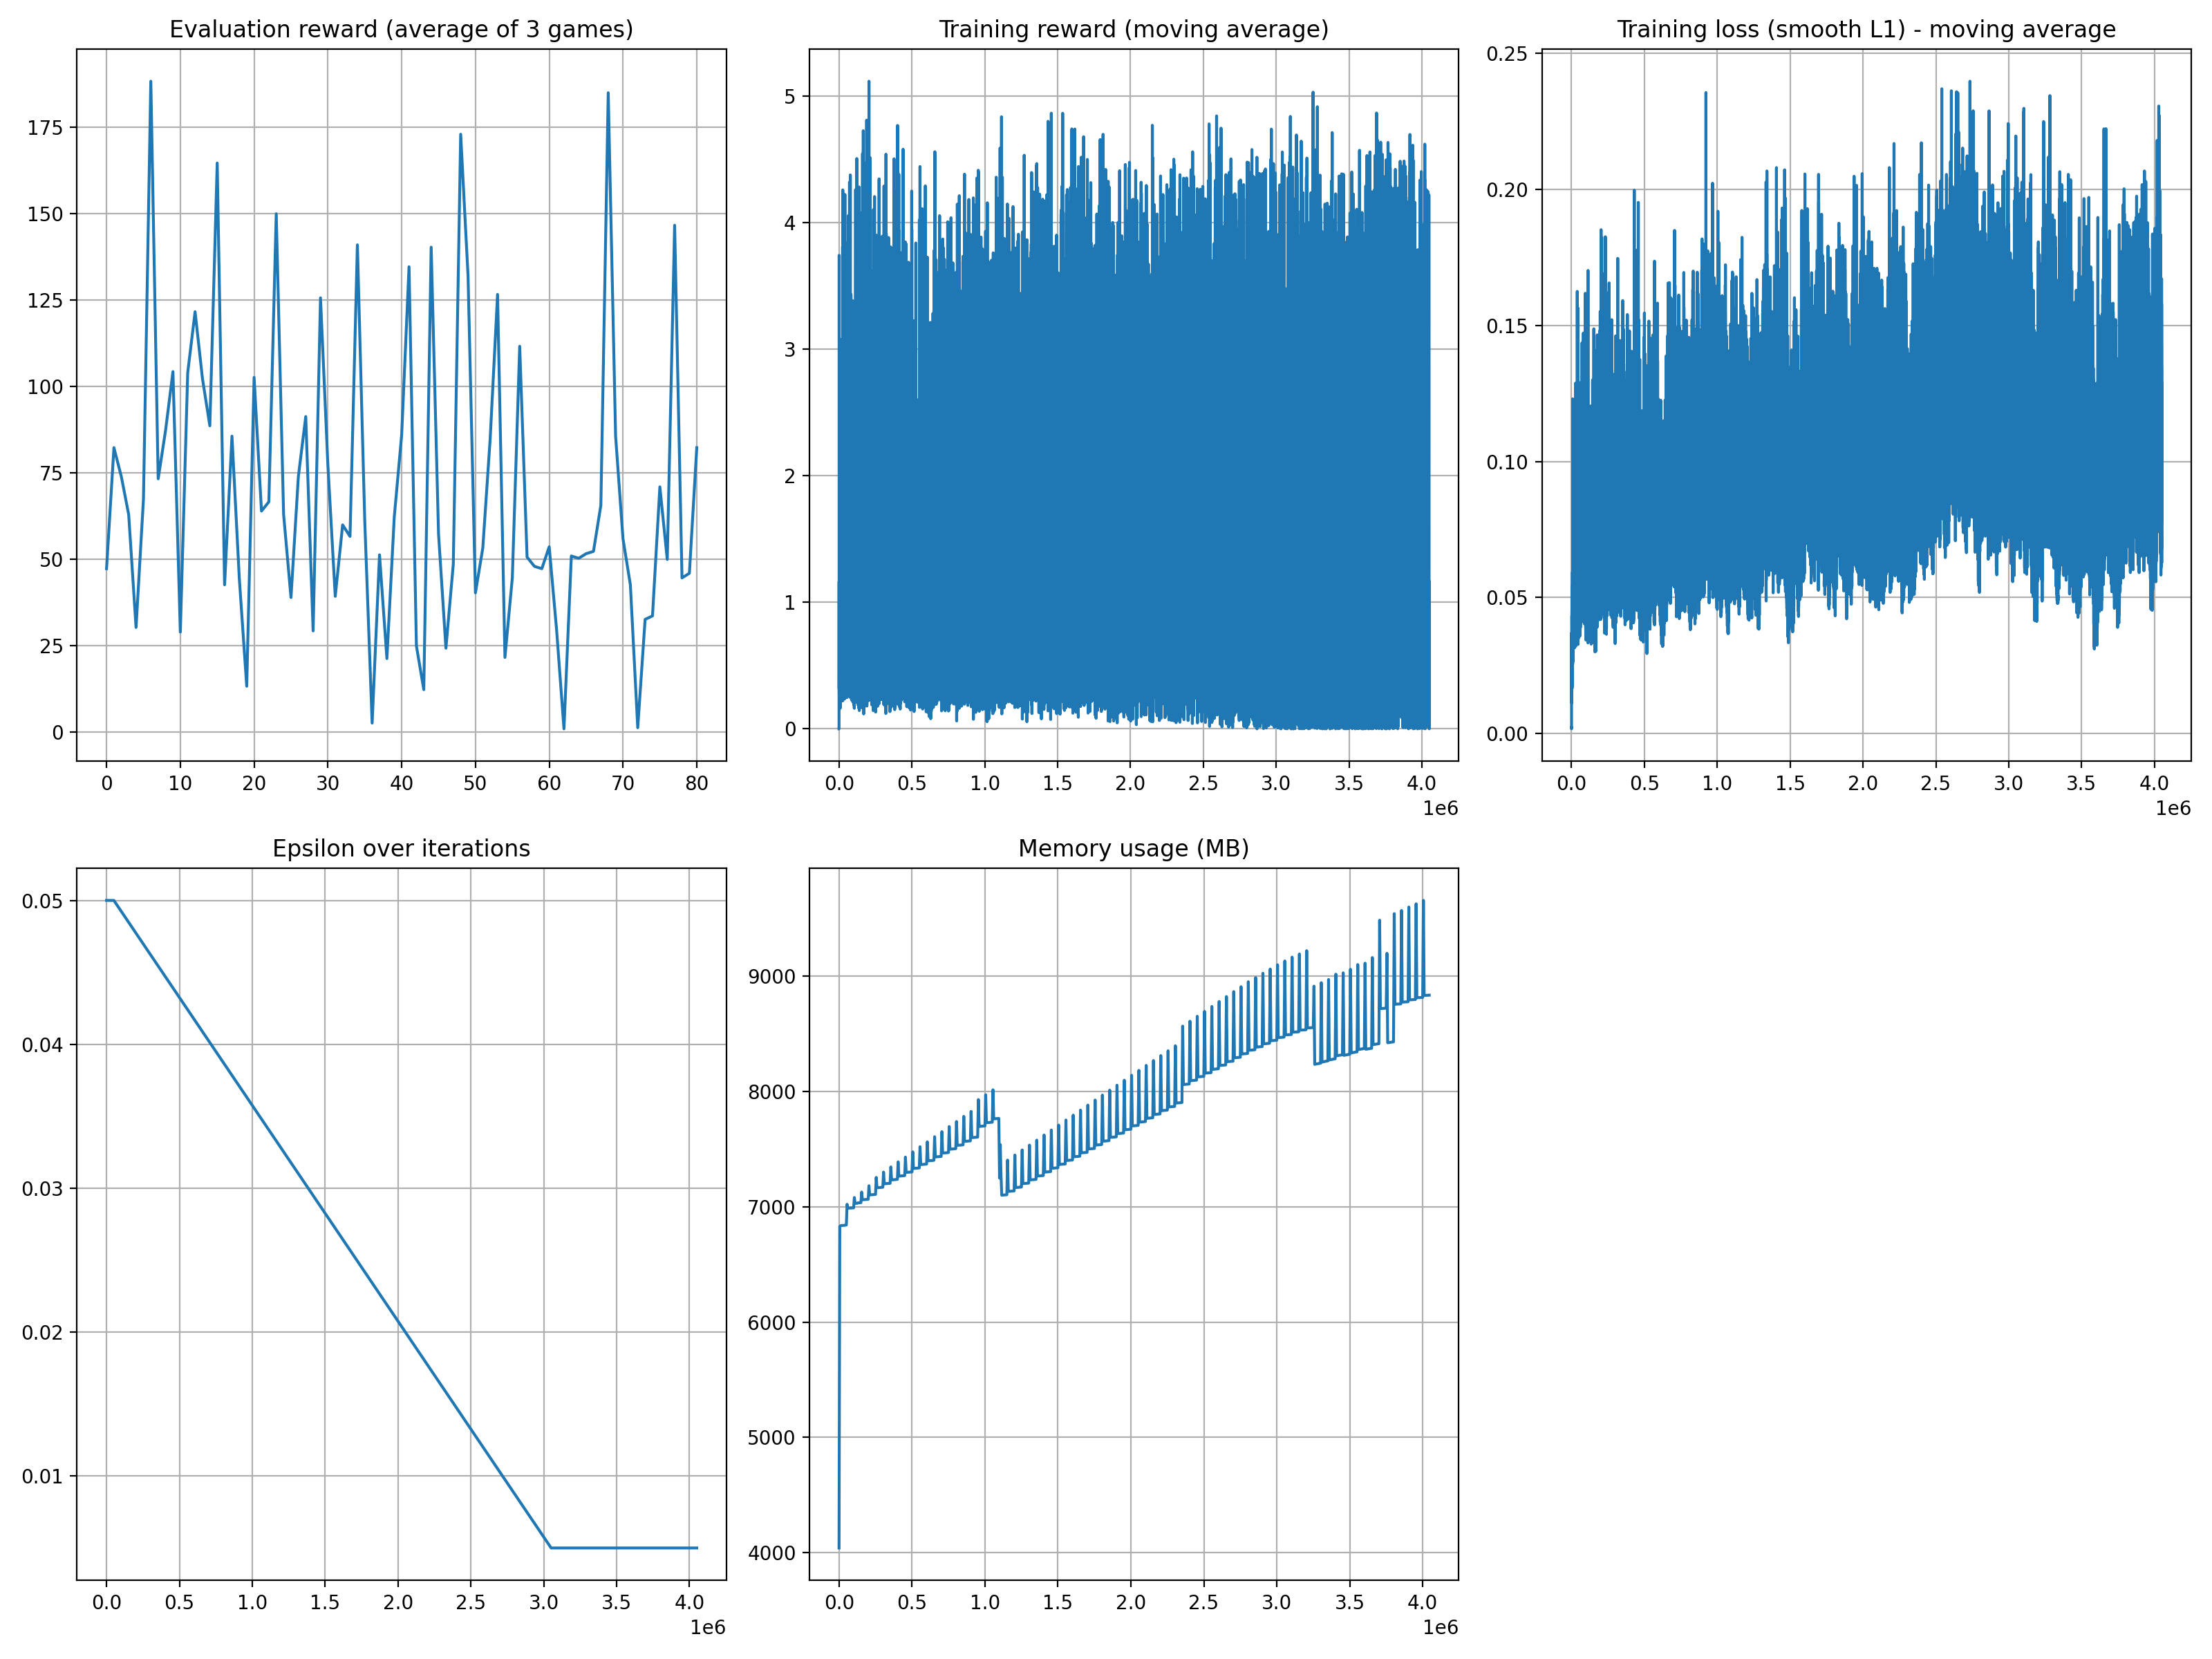 Evaluation reward (average of 3 games)
175
150
125
100
75
50
25
0
0 10 20 30 40 50 60 70 80
Training reward (moving average)
5
4
3
2
1
0
0.0 0.5 1.0 1.5 2.0 2.5 3.0 3.5 4.0
1e6
Training loss (smooth L1) - moving average
0.25
0.20
0.15
0.10
0.05
0.00
0.0 0.5 1.0 1.5 2.0 2.5 3.0 3.5 4.0
1e6
Epsilon over iterations
0.05
0.04
0.03
0.02
0.01
0.0 0.5 1.0 1.5 2.0 2.5 3.0 3.5 4.0
1e6
Memory usage (MB)
9000
8000
7000
6000
5000
4000
0.0 0.5 1.0 1.5 2.0 2.5 3.0 3.5 4.0
1e6